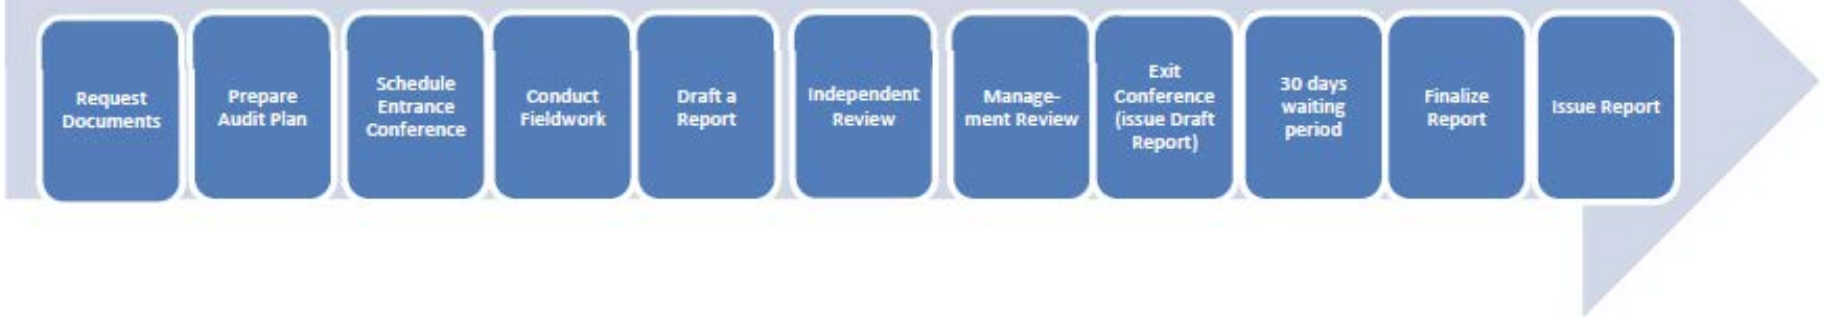 Request
Documents
Prepare
Audit Plan
Schedule
Entrance
Conference
Conduct
Fieldwork
Draft a
Report
Independent
Review
Manage-
ment Review
Exit
Conference
(issue Draft
Report)
30 days
waiting
period
Finalize
Report
Issue Report